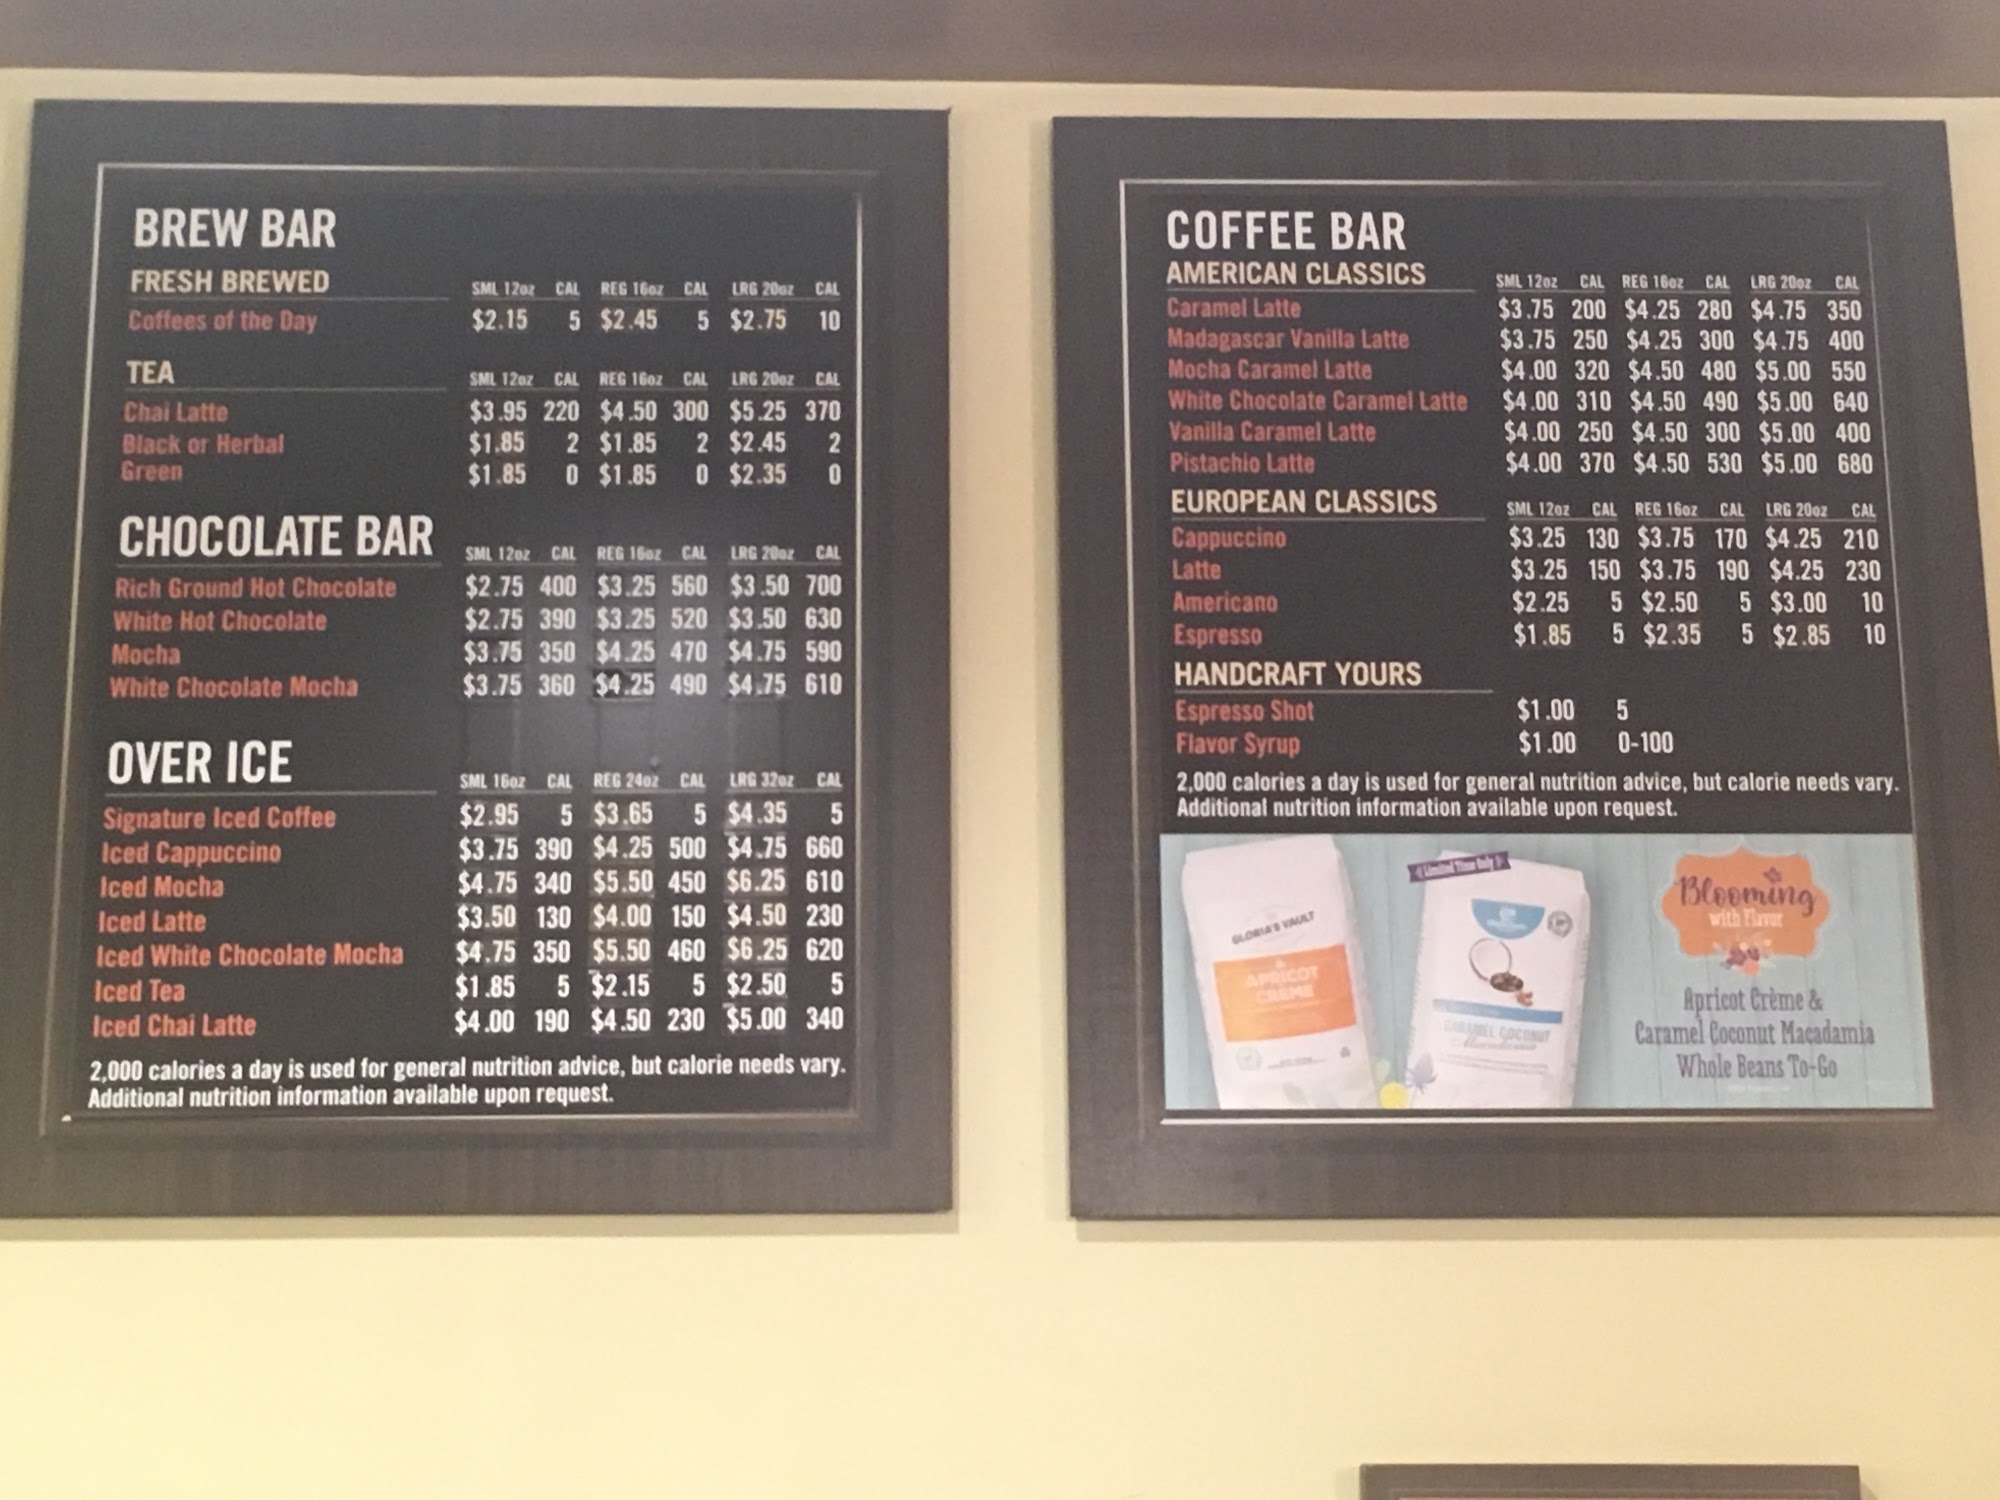 BREW BAR
FRESH BREWED SML 12oz CAL REG 16oz CAL LRG 20oz CAL
Coffees of the Day $2.15 5 $2.45 5 $2.75 10
TEA SML 12oz CAL REG 16oz CAL LRG 20oz CAL
Chai Latte $3.95 220 $4.50 300 $5.25 370
Black or Herbal $1.85 2 $1.85 2 $2.45 2
Green $1.85 0 $1.85 0 $2.35 0
CHOCOLATE BAR SML 12oz CAL REG 16oz CAL LRG 20oz CAL
Rich Ground Hot Chocolate $2.75 400 $3.25 560 $3.50 700
White Hot Chocolate $2.75 390 $3.25 520 $3.50 630
Mocha $3.75 350 $4.25 470 $4.75 590
White Chocolate Mocha $3.75 360 $4.25 490 $4.75 610
OVER ICE SML 16oz CAL REG 24oz CAL LRG 32oz CAL
Signature Iced Coffee $2.95 5 $3.65 5 $4.35 5
Iced Cappuccino $3.75 390 $4.25 500 $4.75 660
Iced Mocha $4.75 340 $5.50 450 $6.25 610
Iced Latte $3.50 130 $4.00 150 $4.50 230
Iced White Chocolate Mocha $4.75 350 $5.50 460 $6.25 620
Iced Tea $1.85 5 $2.15 5 $2.50 5
Iced Chai Latte $4.00 190 $4.50 230 $5.00 340
2,000 calories a day is used for general nutrition advice, but calorie needs vary.
Additional nutrition information available upon request.
COFFEE BAR
AMERICAN CLASSICS SML 12oz CAL REG 16oz CAL LRG 20oz CAL
Caramel Latte $3.75 200 $4.25 280 $4.75 350
Madagascar Vanilla Latte $3.75 250 $4.25 300 $4.75 400
Mocha Caramel Latte $4.00 320 $4.50 480 $5.00 550
White Chocolate Caramel Latte $4.00 310 $4.50 490 $5.00 640
Vanilla Caramel Latte $4.00 250 $4.50 300 $5.00 400
Pistachio Latte $4.00 370 $4.50 530 $5.00 680
EUROPEAN CLASSICS SML 12oz CAL REG 16oz CAL LRG 20oz CAL
Cappuccino $3.25 130 $3.75 170 $4.25 210
Latte $3.25 150 $3.75 190 $4.25 230
Americano $2.25 5 $2.50 5 $3.00 10
Espresso $1.85 5 $2.35 5 $2.85 10
HANDCRAFT YOURS
Espresso Shot $1.00 5
Flavor Syrup $1.00 0-100
2,000 calories a day is used for general nutrition advice, but calorie needs vary.
Additional nutrition information available upon request.
GLORIA'S VAULT
APRICOT
CRÈME
Limited Time Only
CARAMEL COCONUT
Blooming
with Flavor
Apricot Crème &
Caramel Coconut Macadamia
Whole Beans To-Go